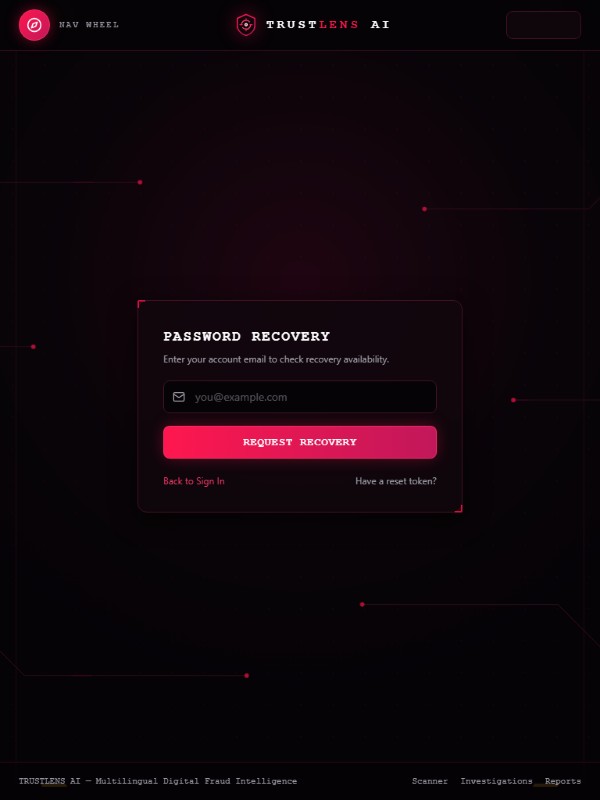 NAV WHEEL
TRUSTLENS AI
PASSWORD RECOVERY
Enter your account email to check recovery availability.
you@example.com
REQUEST RECOVERY
Back to Sign In
Have a reset token?
TRUSTLENS AI — Multilingual Digital Fraud Intelligence
Scanner Investigations Reports